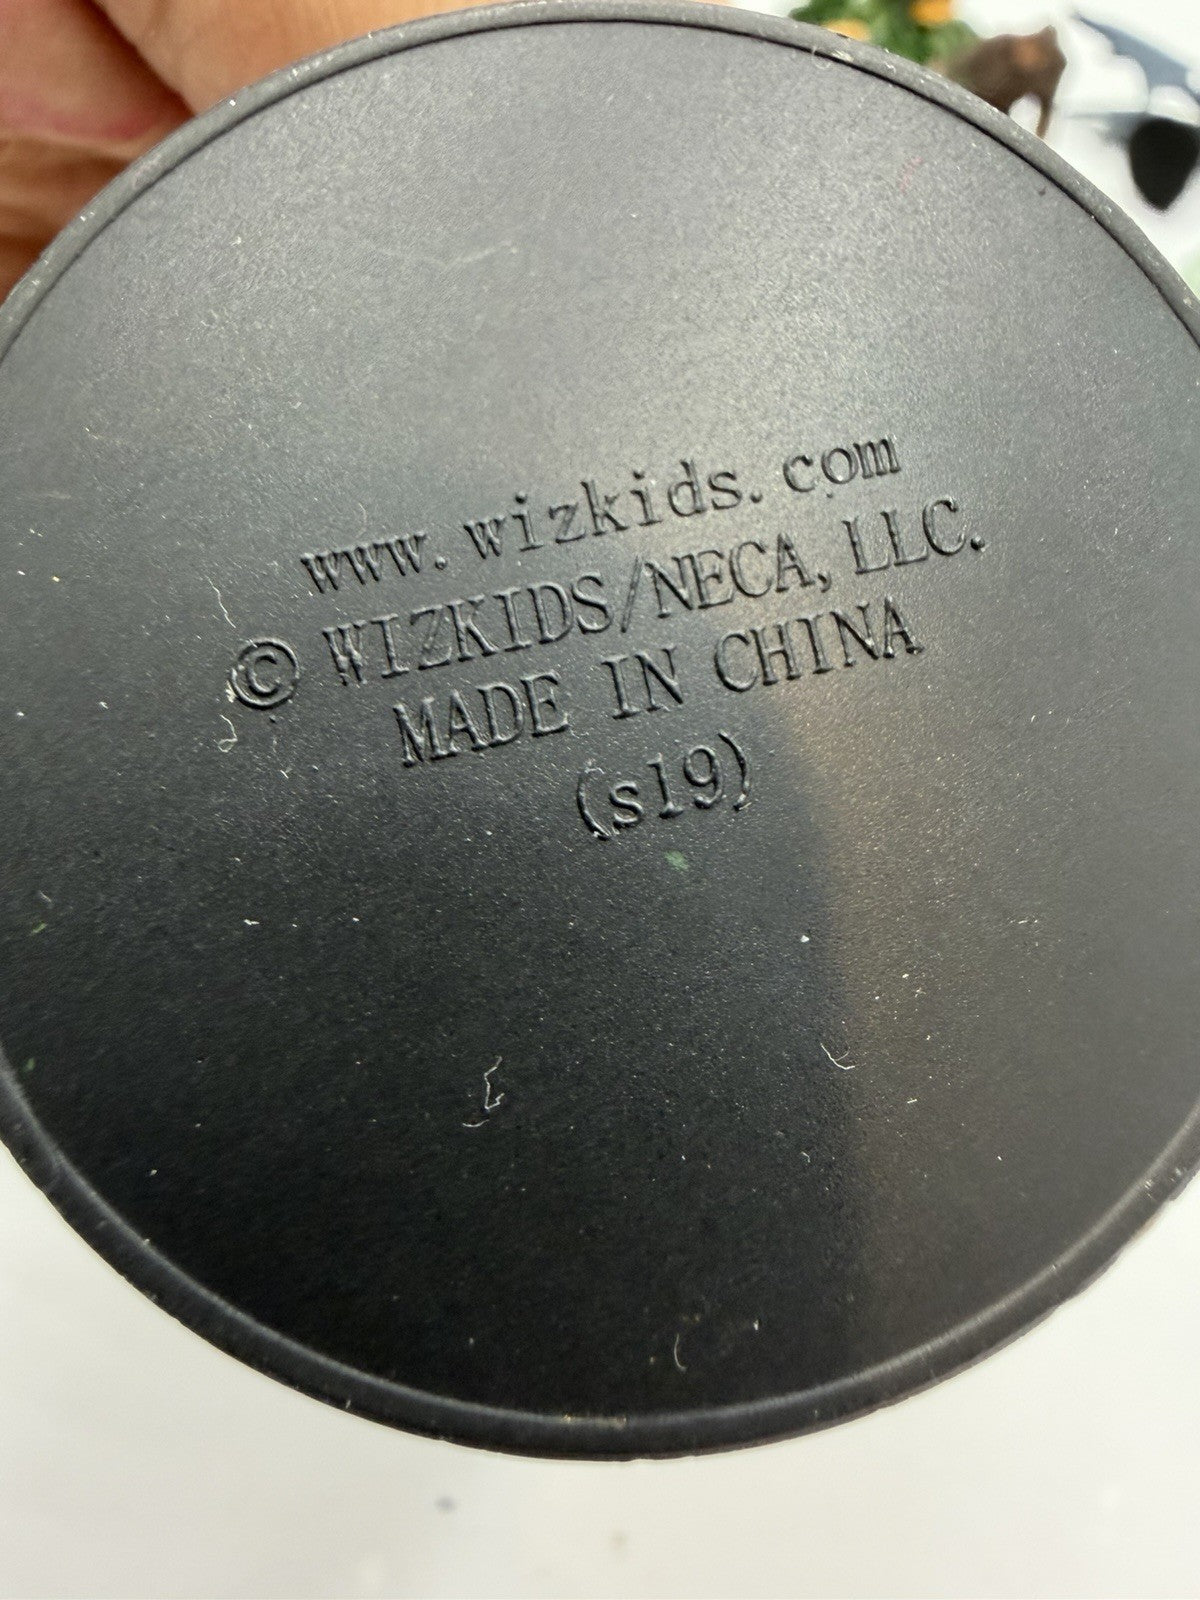 www.wizkids.com
© WIZKIDS/NECA, LLC.
MADE IN CHINA
(s19)